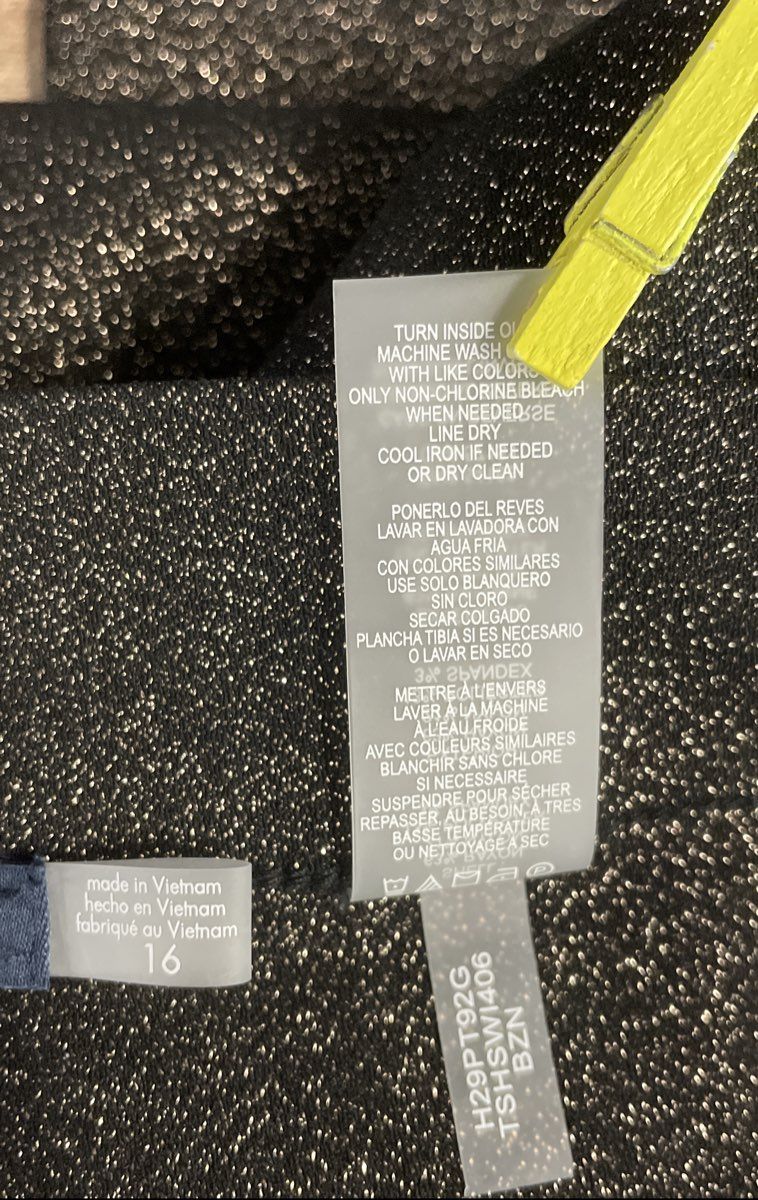 TURN INSIDE
MACHINE WASH
WITH LIKE COLORS
ONLY NON-CHLORINE BLEACH
WHEN NEEDED
LINE DRY
COOL IRON IF NEEDED
OR DRY CLEAN
PONERLO DEL REVES
LAVAR EN LAVADORA CON
AGUA FRIA
CON COLORES SIMILARES
USE SOLO BLANQUERO
SIN CLORO
SECAR COLGADO
PLANCHA TIBIA SI ES NECESARIO
O LAVAR EN SECO
3% SPANDEX
METTRE À L'ENVERS
LAVER À LA MACHINE
À L'EAU FROIDE
AVEC COULEURS SIMILAIRES
BLANCHIR SANS CHLORE
SI NECESSAIRE
SUSPENDRE POUR SÉCHER
REPASSER, AU BESOIN, À TRES
BASSE TEMPÉRATURE
OU NETTOYAGE À SEC
made in Vietnam
hecho en Vietnam
fabriqué au Vietnam
16
H29PT92G
TSHSWI406
BZN